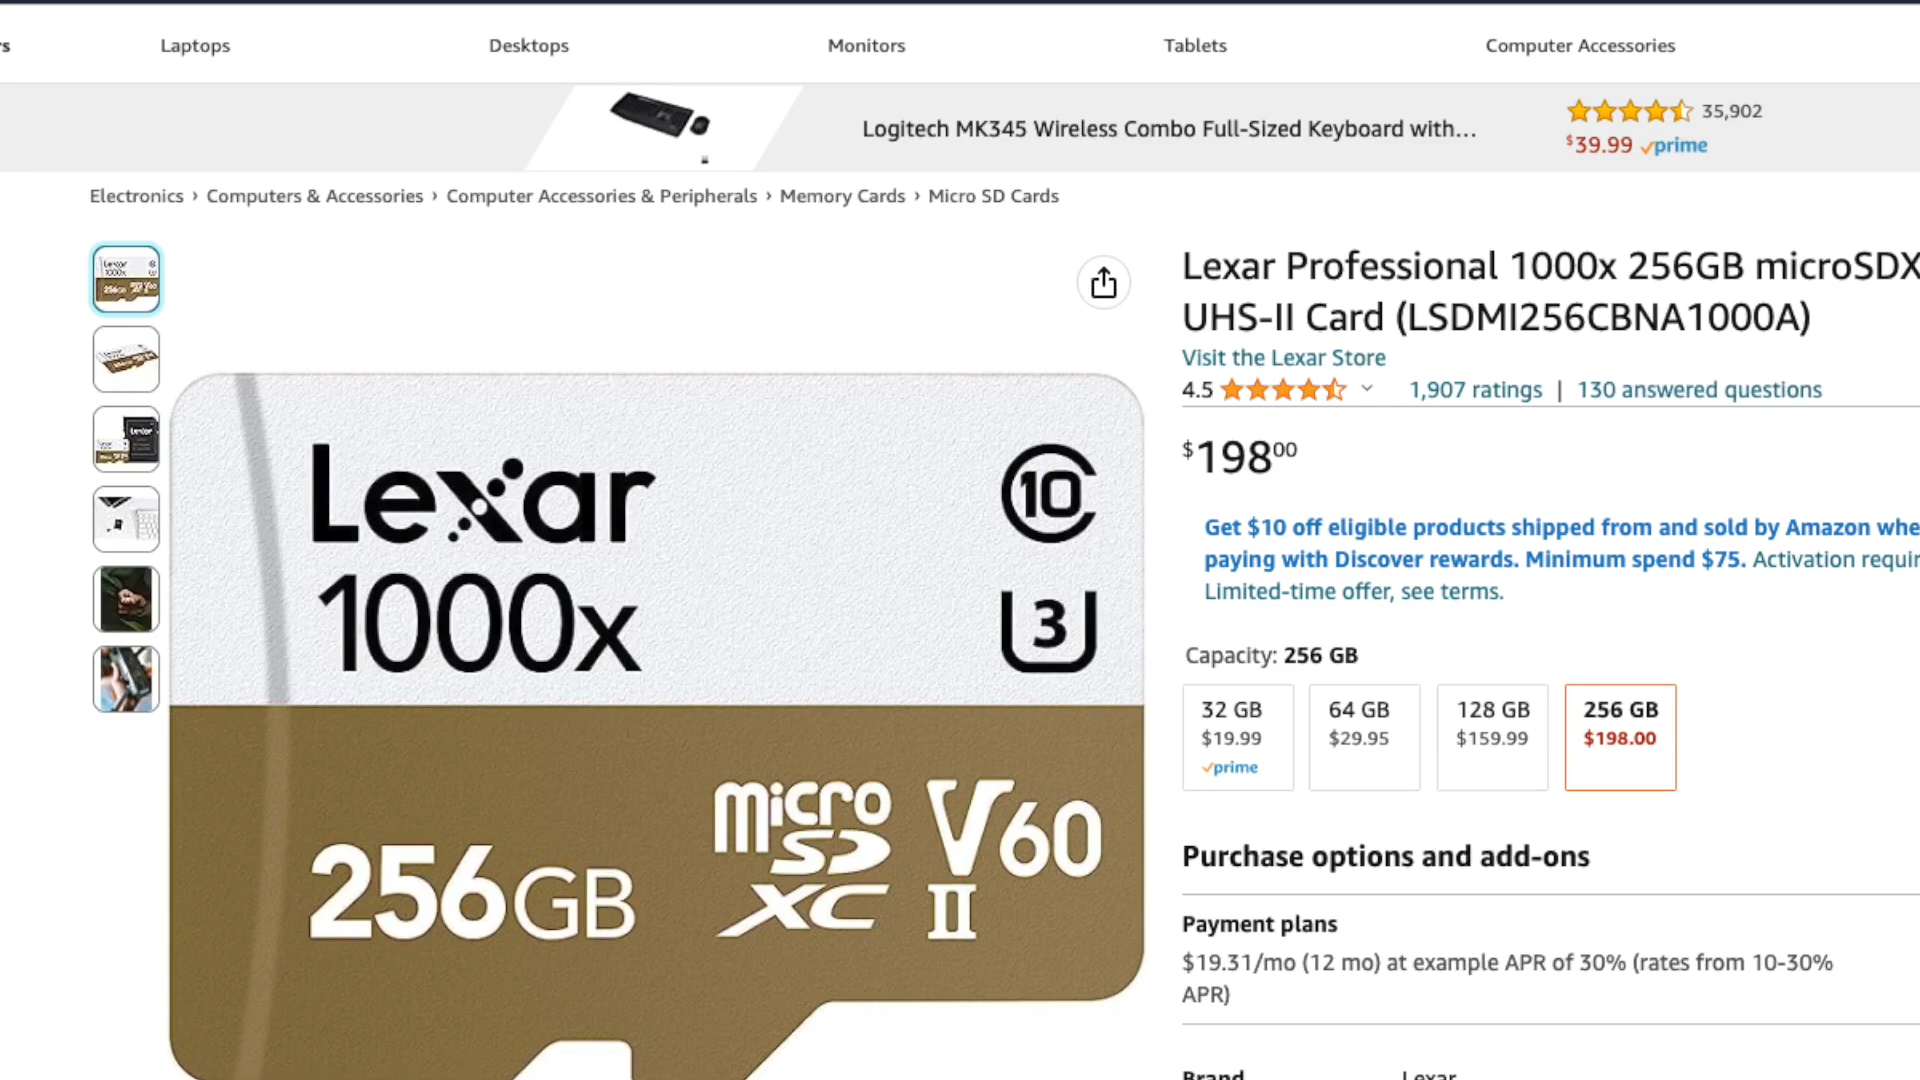 s
Laptops
Desktops
Monitors
Tablets
Computer Accessories
Logitech MK345 Wireless Combo Full-Sized Keyboard with...
35,902
$39.99 prime
Electronics › Computers & Accessories › Computer Accessories & Peripherals › Memory Cards › Micro SD Cards
Lexar Professional 1000x 256GB microSDX
UHS-II Card (LSDMI256CBNA1000A)
Visit the Lexar Store
4.5
1,907 ratings | 130 answered questions
$19800
Get $10 off eligible products shipped from and sold by Amazon whe
paying with Discover rewards. Minimum spend $75. Activation requir
Limited-time offer, see terms.
Capacity: 256 GB
32 GB
$19.99
prime
64 GB
$29.95
128 GB
$159.99
256 GB
$198.00
Purchase options and add-ons
Payment plans
$19.31/mo (12 mo) at example APR of 30% (rates from 10-30%
APR)
Brand
Lexar
Lexar
1000x
10
3
256GB
micro
SD
XC
V60
II